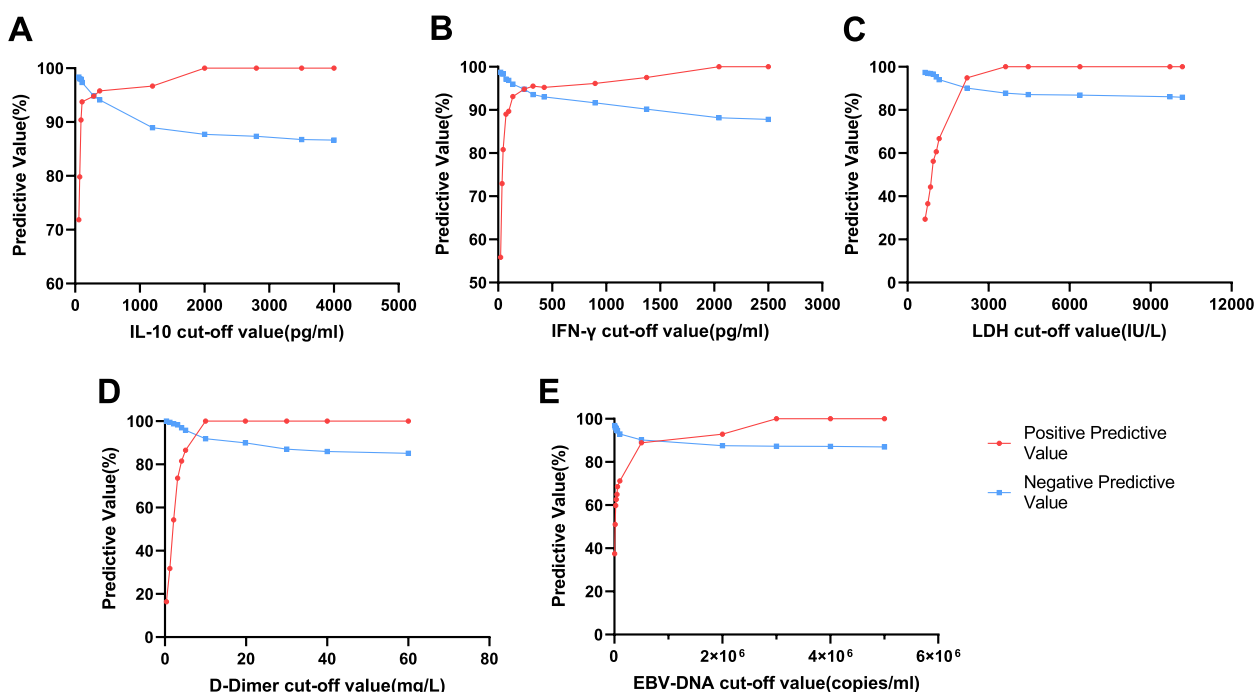 A
Predictive Value(%)
100
90
80
70
60
0 1000 2000 3000 4000 5000
IL-10 cut-off value(pg/ml)
B
Predictive Value(%)
100
90
80
70
60
50
0 500 1000 1500 2000 2500 3000
IFN-γ cut-off value(pg/ml)
C
Predictive Value(%)
100
80
60
40
20
0
0 3000 6000 9000 12000
LDH cut-off value(IU/L)
D
Predictive Value(%)
100
80
60
40
20
0
0 20 40 60 80
D-Dimer cut-off value(mg/L)
E
Predictive Value(%)
100
80
60
40
20
0
0 2×10⁶ 4×10⁶ 6×10⁶
EBV-DNA cut-off value(copies/ml)
Positive Predictive
Value
Negative Predictive
Value